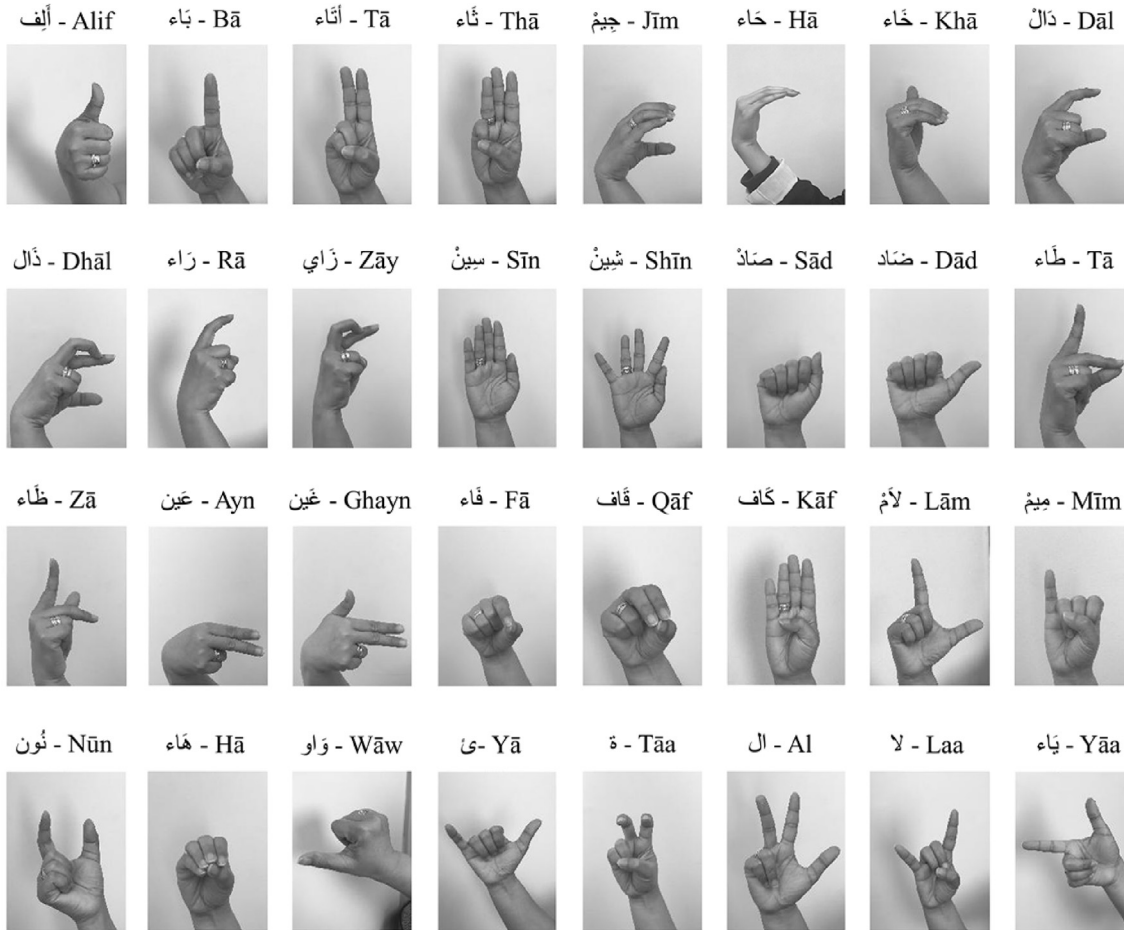 أَلِف - Alif
بَاء - Bā
أتَاء - Tā
ثَاء - Thā
جِيمْ - Jīm
حَاء - Hā
خَاء - Khā
دَالْ - Dāl
ذَال - Dhāl
رَاء - Rā
زَاي - Zāy
سِينْ - Sīn
شِينْ - Shīn
صَادْ - Sād
ضَاد - Dād
طَاء - Tā
ظَاء - Zā
عَين - Ayn
غَين - Ghayn
فَاء - Fā
قَاف - Qāf
كَاف - Kāf
لاَمْ - Lām
مِيمْ - Mīm
نُون - Nūn
هَاء - Hā
وَاو - Wāw
ئ - Yā
ة - Tāa
ال - Al
لا - Laa
يَاء - Yāa